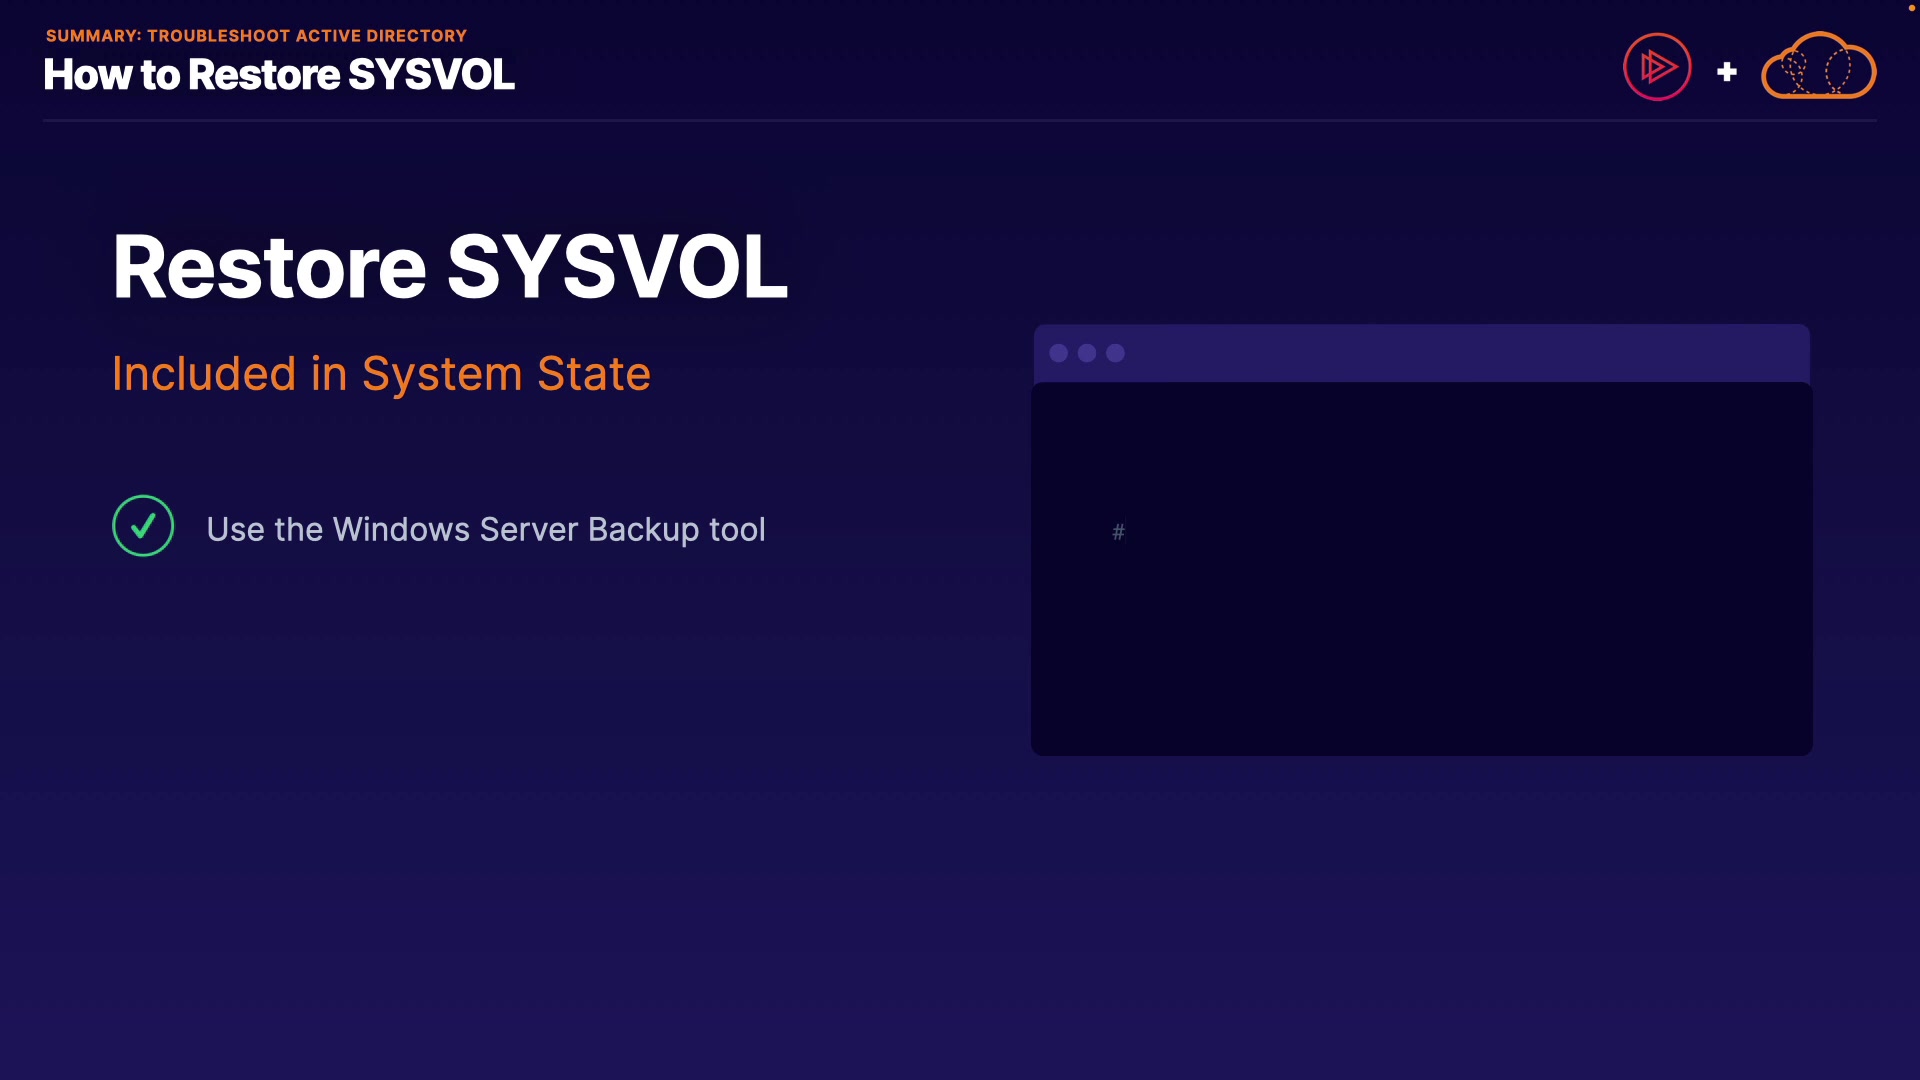 SUMMARY: TROUBLESHOOT ACTIVE DIRECTORY
How to Restore SYSVOL
+
Restore SYSVOL
Included in System State
Use the Windows Server Backup tool
#